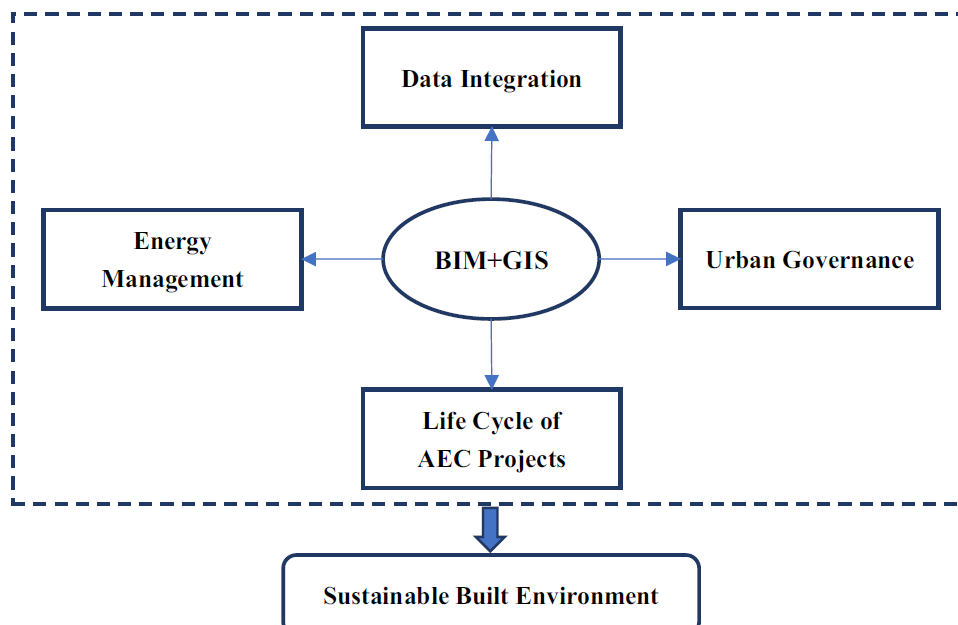 Data Integration
Energy
Management
BIM+GIS
Urban Governance
Life Cycle of
AEC Projects
Sustainable Built Environment